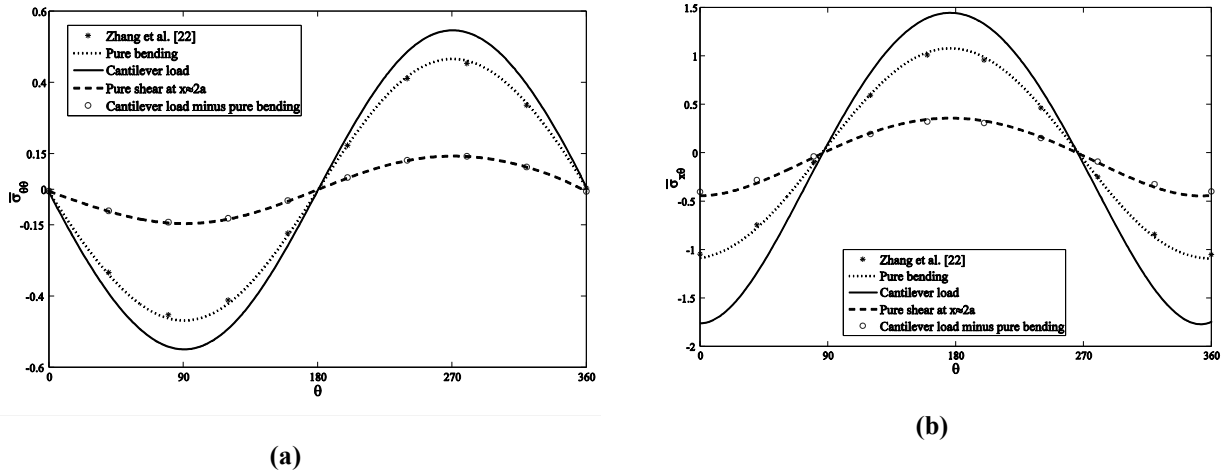 0.6
0.4
0.15
0
-0.15
-0.4
-0.6
σ̅θθ
Zhang et al. [22]
Pure bending
Cantilever load
Pure shear at x≈2a
Cantilever load minus pure bending
0 90 180 270 360
θ
(a)
1.5
1
0.5
0
-0.5
-1
-1.5
-2
σ̅xθ
Zhang et al. [22]
Pure bending
Cantilever load
Pure shear at x≈2a
Cantilever load minus pure bending
0 90 180 270 360
θ
(b)